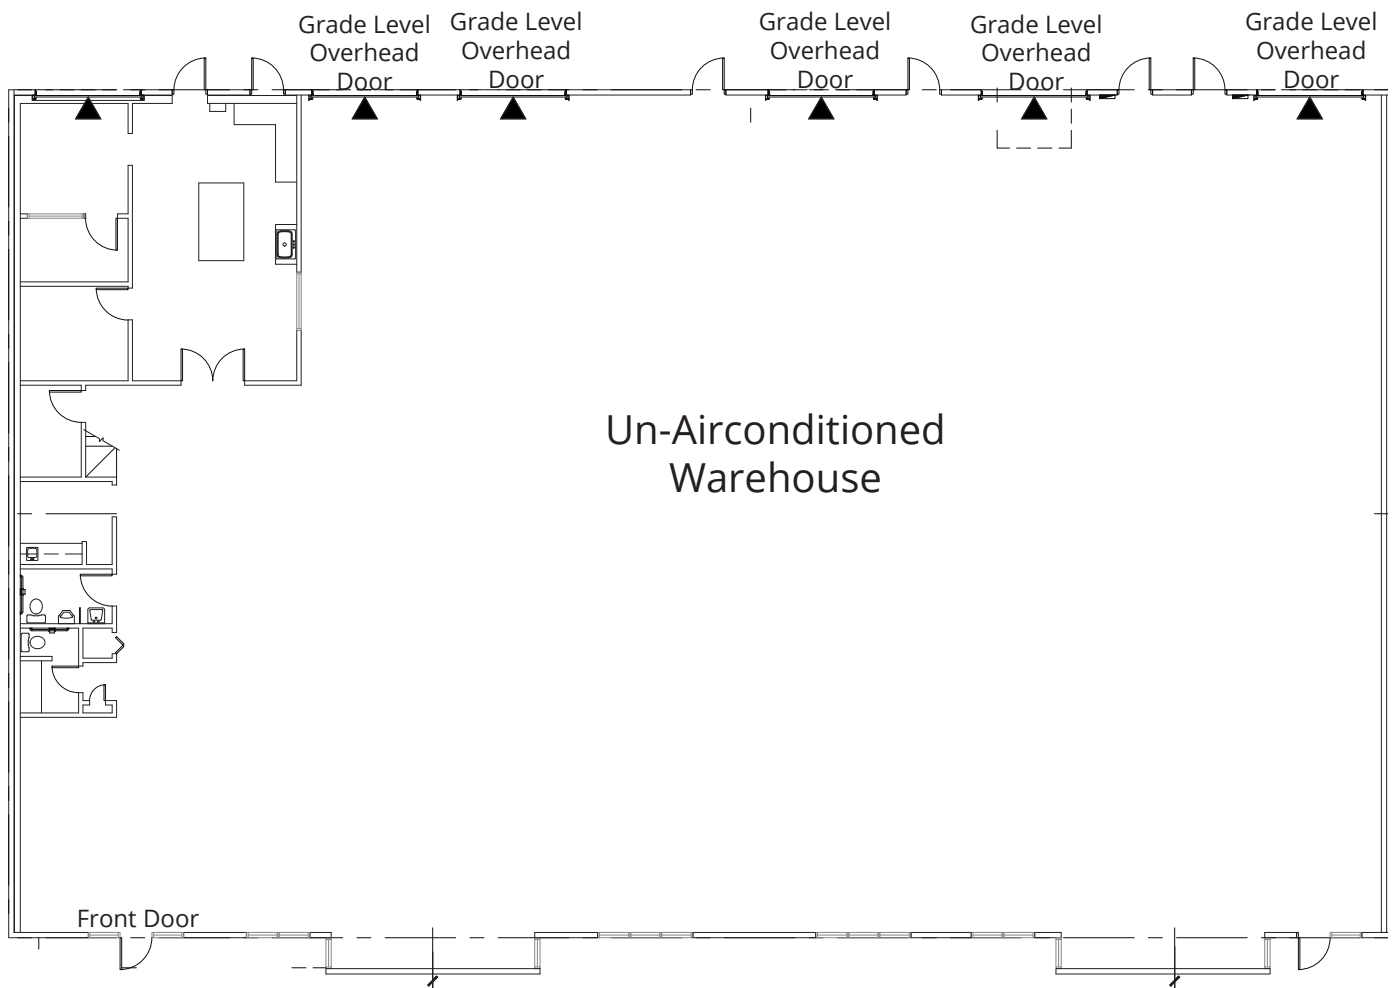 Grade Level
Overhead
Door
Grade Level
Overhead
Door
Grade Level
Overhead
Door
Grade Level
Overhead
Door
Grade Level
Overhead
Door
Un-Airconditioned
Warehouse
Front Door